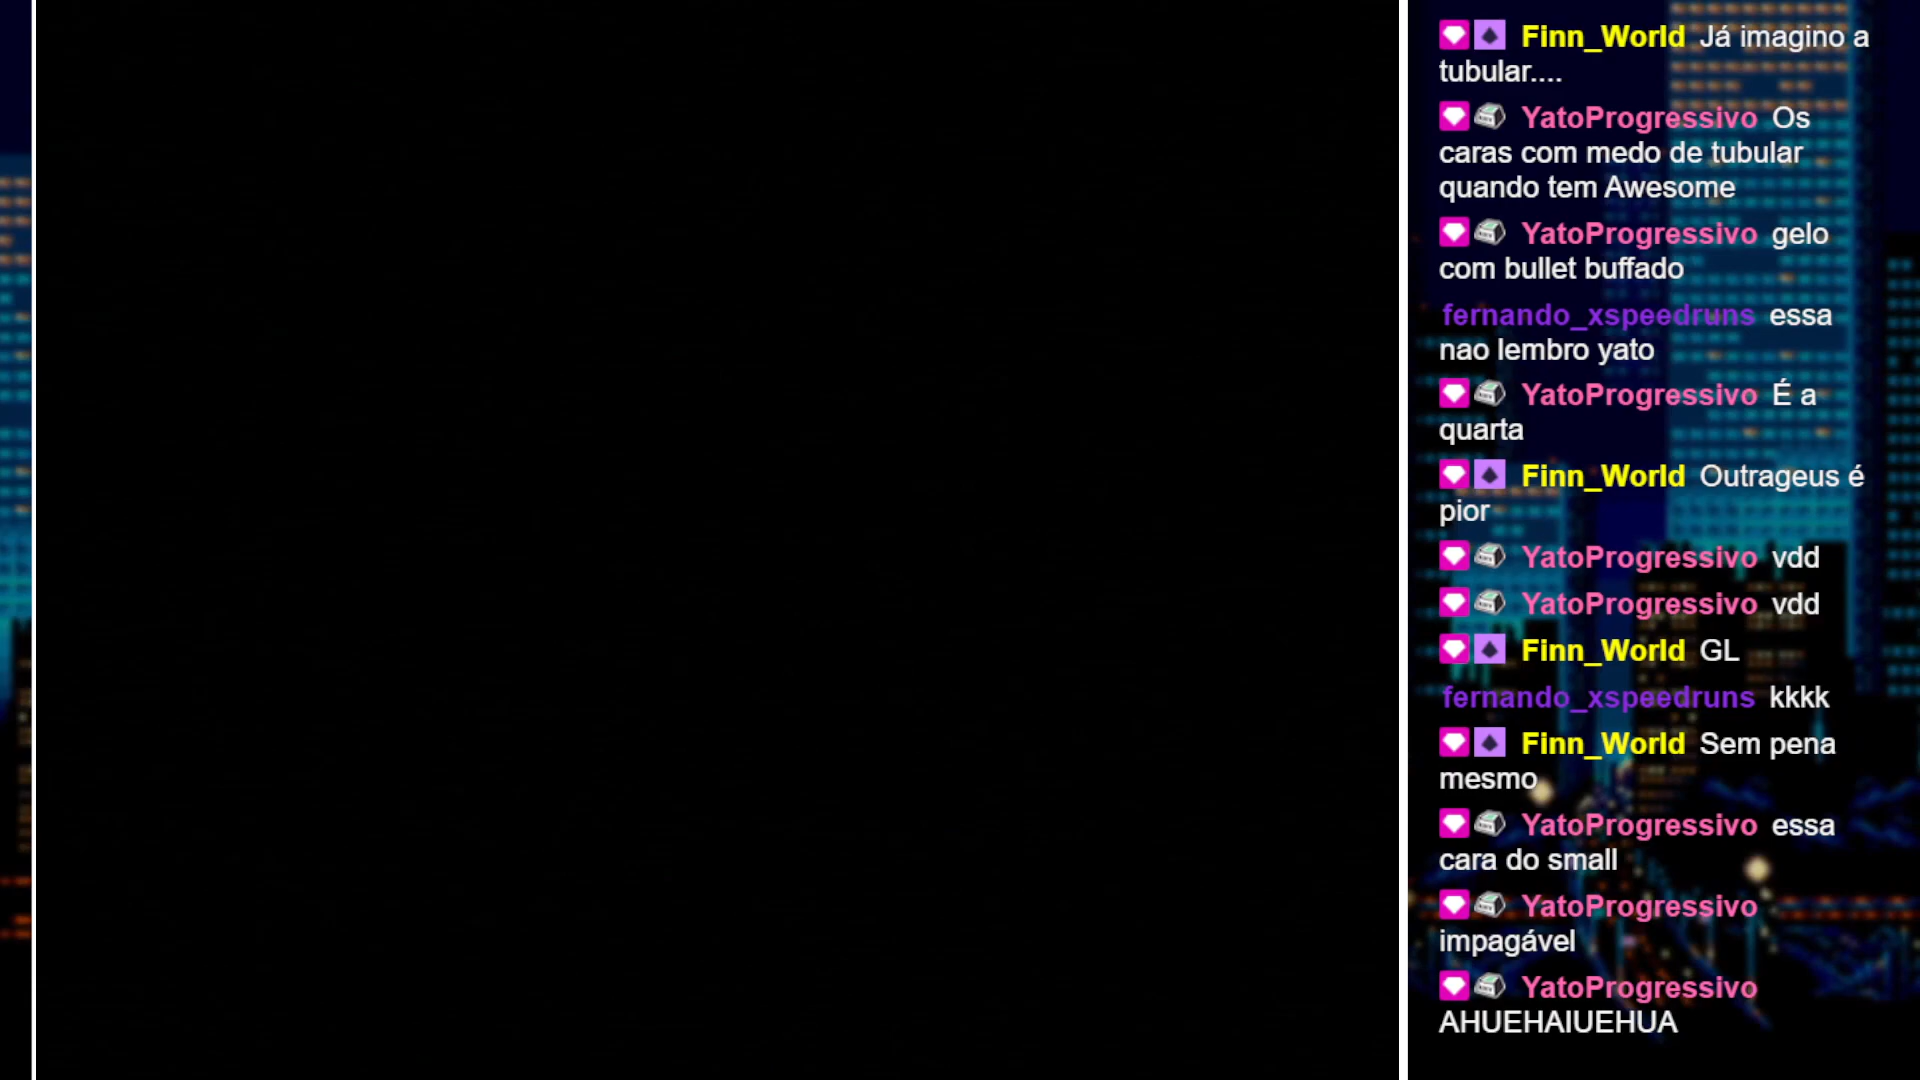 Finn_World Já imagino a
tubular....
YatoProgressivo Os
caras com medo de tubular
quando tem Awesome
YatoProgressivo gelo
com bullet buffado
fernando_xspeedruns essa
nao lembro yato
YatoProgressivo É a
quarta
Finn_World Outrageus é
pior
YatoProgressivo vdd
YatoProgressivo vdd
Finn_World GL
fernando_xspeedruns kkkk
Finn_World Sem pena
mesmo
YatoProgressivo essa
cara do small
YatoProgressivo
impagável
YatoProgressivo
AHUEHAIUEHUA